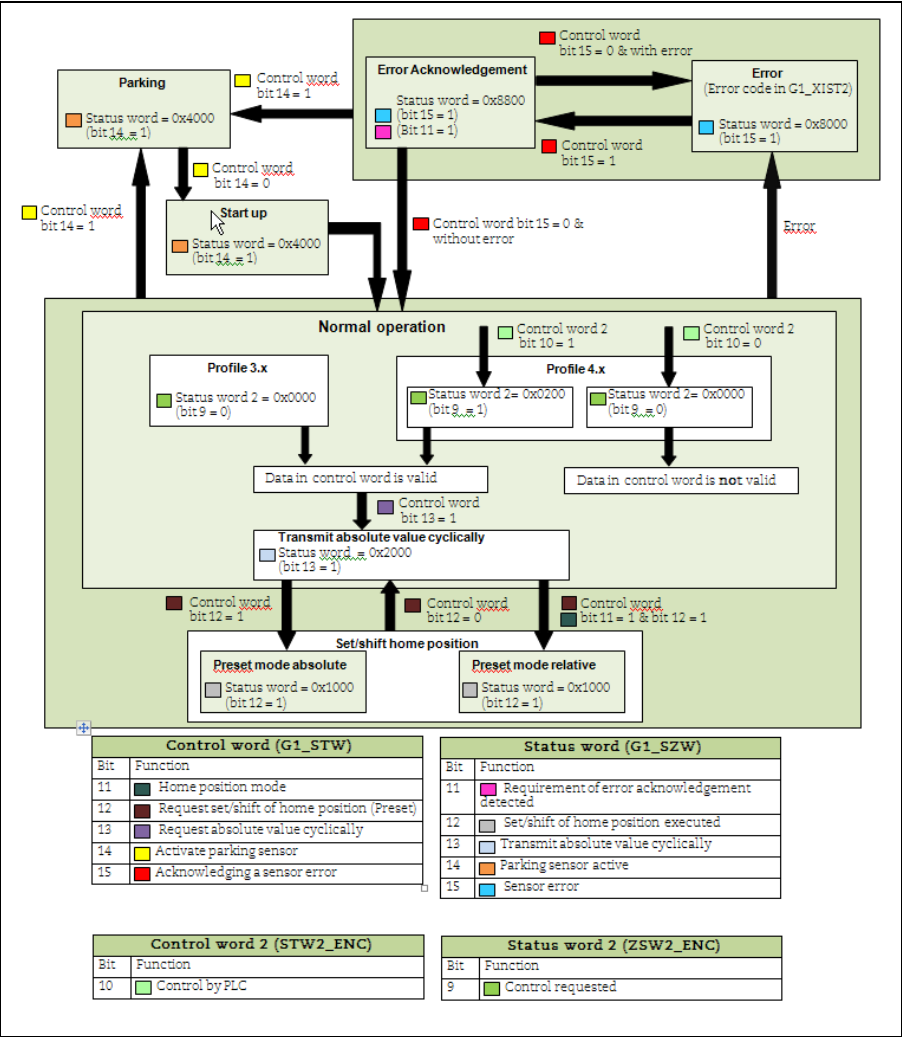 Control word
bit 15 = 0 & with error
Parking
Status word = 0x4000
(bit 14 = 1)
Control word
bit 14 = 1
Error Acknowledgement
Status word = 0x8800
(bit 15 = 1)
(Bit 11 = 1)
Error
(Error code in G1_XIST2)
Status word = 0x8000
(bit 15 = 1)
Control word
bit 15 = 1
Control word
bit 14 = 0
Control word
bit 14 = 1
Start up
Status word = 0x4000
(bit 14 = 1)
Control word bit 15 = 0 &
without error
Error
Normal operation
Control word 2
bit 10 = 1
Control word 2
bit 10 = 0
Profile 3.x
Status word 2 = 0x0000
(bit 9 = 0)
Profile 4.x
Status word 2= 0x0200
(bit 9 = 1)
Status word 2= 0x0000
(bit 9 = 0)
Data in control word is valid
Data in control word is not valid
Control word
bit 13 = 1
Transmit absolute value cyclically
Status word = 0x2000
(bit 13 = 1)
Control word
bit 12 = 1
Control word
bit 12 = 0
Control word
bit 11 = 1 & bit 12 = 1
Set/shift home position
Preset mode absolute
Status word = 0x1000
(bit 12 = 1)
Preset mode relative
Status word = 0x1000
(bit 12 = 1)
Control word (G1_STW)
Bit Function
11 Home position mode
12 Request set/shift of home position (Preset)
13 Request absolute value cyclically
14 Activate parking sensor
15 Acknowledging a sensor error
Status word (G1_SZW)
Bit Function
11 Requirement of error acknowledgement
detected
12 Set/shift of home position executed
13 Transmit absolute value cyclically
14 Parking sensor active
15 Sensor error
Control word 2 (STW2_ENC)
Bit Function
10 Control by PLC
Status word 2 (ZSW2_ENC)
Bit Function
9 Control requested